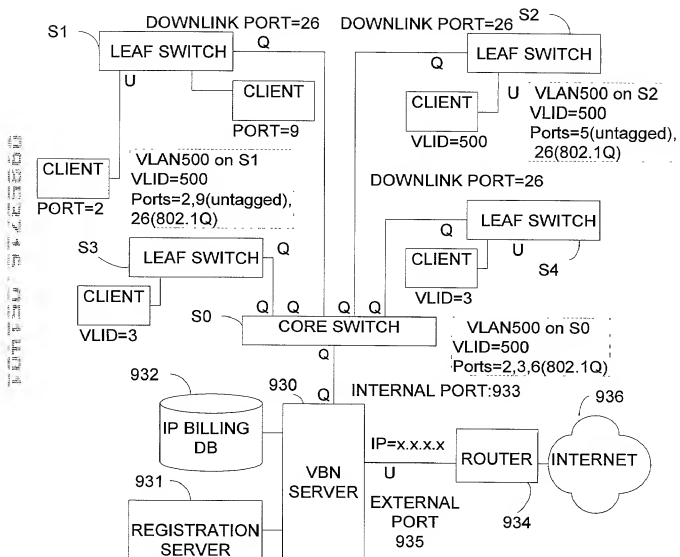 DOWNLINK PORT=26
S1
LEAF SWITCH
Q
U
CLIENT
PORT=9
CLIENT
PORT=2
VLAN500 on S1
VLID=500
Ports=2,9(untagged),
26(802.1Q)
DOWNLINK PORT=26
S2
LEAF SWITCH
Q
U
CLIENT
VLID=500
VLAN500 on S2
VLID=500
Ports=5(untagged),
26(802.1Q)
DOWNLINK PORT=26
LEAF SWITCH
Q
U
S4
CLIENT
VLID=3
S3
LEAF SWITCH
Q
CLIENT
VLID=3
S0
Q Q Q Q
CORE SWITCH
Q
VLAN500 on S0
VLID=500
Ports=2,3,6(802.1Q)
932
930
Q
INTERNAL PORT:933
936
IP BILLING
DB
VBN
SERVER
IP=x.x.x.x
U
ROUTER
INTERNET
931
EXTERNAL
PORT
935
934
REGISTRATION
SERVER